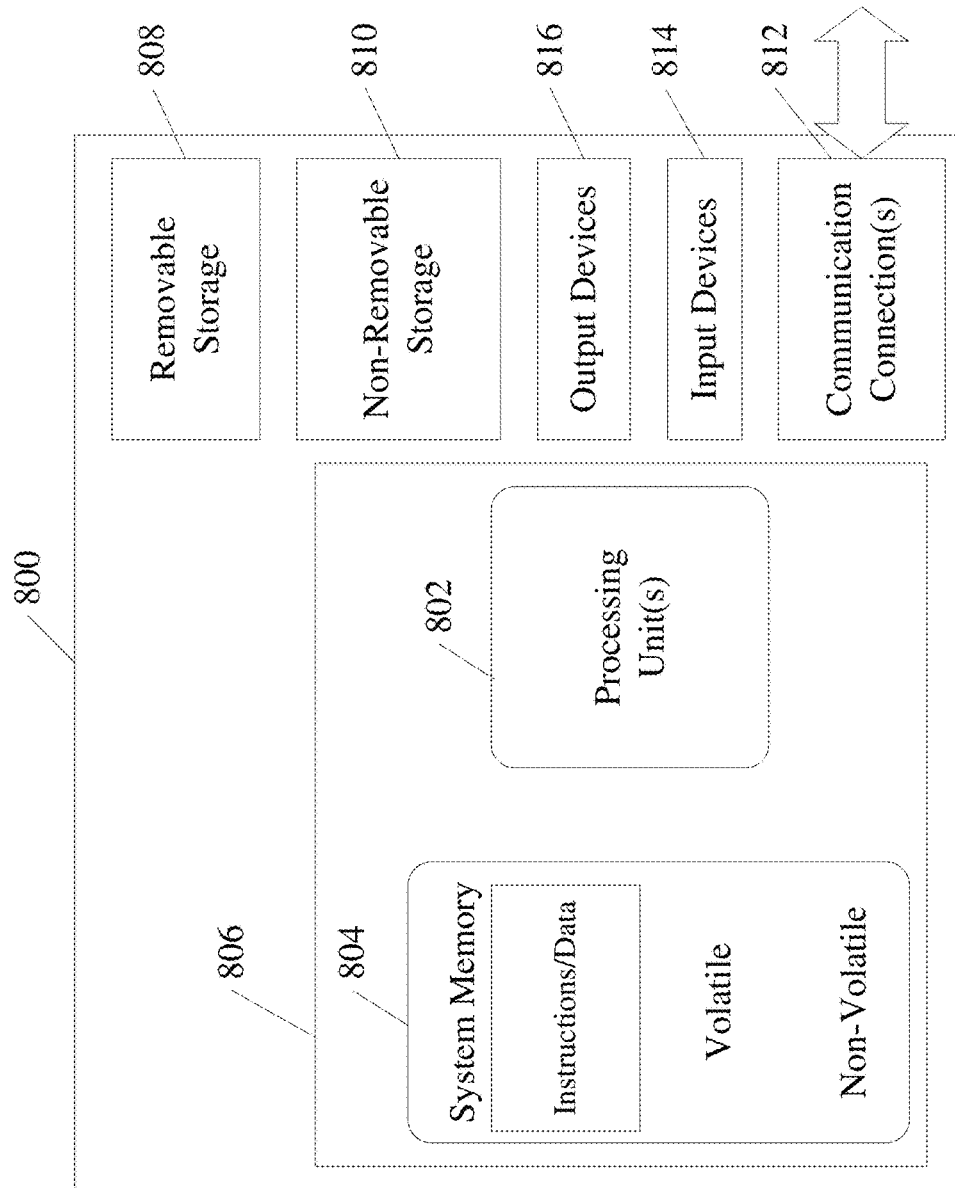 800
806
804
System Memory
Instructions/Data
Volatile
Non-Volatile
802
Processing
Unit(s)
Removable
Storage
808
Non-Removable
Storage
810
Output Devices
816
Input Devices
814
Communication
Connection(s)
812